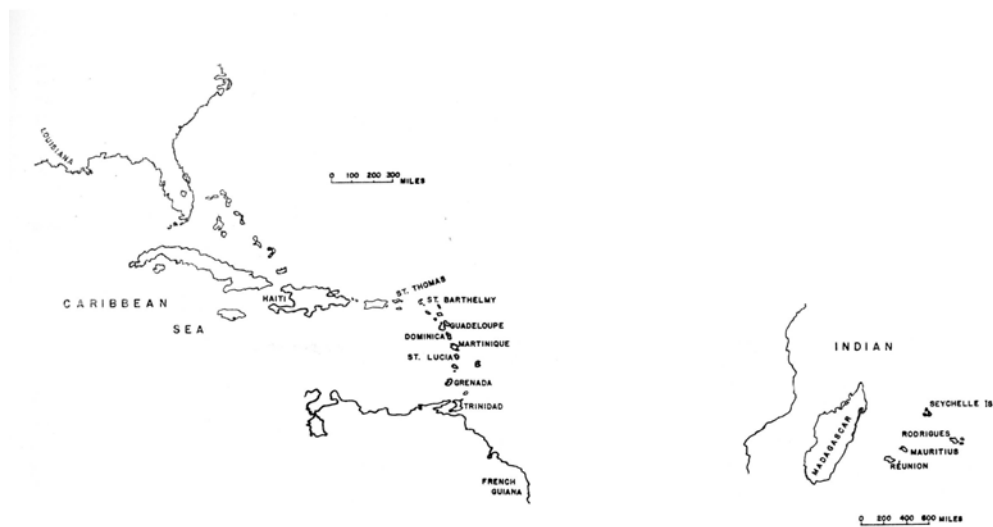 LOUISIANA
0 100 200 300 MILES
ST. THOMAS
HAITI
ST. BARTHELMY
CARIBBEAN
SEA
GUADELOUPE
DOMINICA
MARTINIQUE
ST. LUCIA
GRENADA
TRINIDAD
FRENCH
GUIANA
INDIAN
SEYCHELLE IS
RODRIGUES
MAURITIUS
RÉUNION
MADAGASCAR
0 200 400 600 MILES